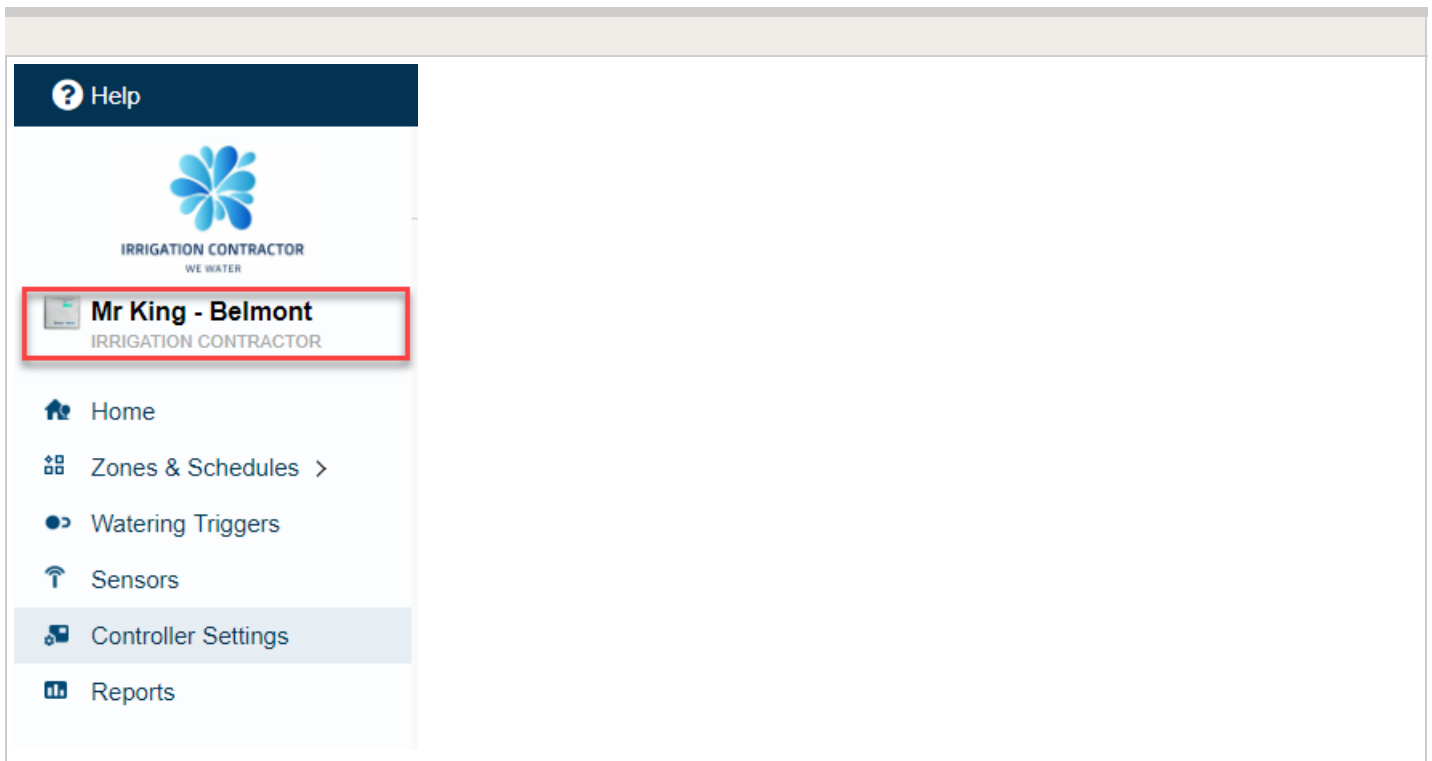 Help
IRRIGATION CONTRACTOR
WE WATER
Mr King - Belmont
IRRIGATION CONTRACTOR
Home
Zones & Schedules >
Watering Triggers
Sensors
Controller Settings
Reports